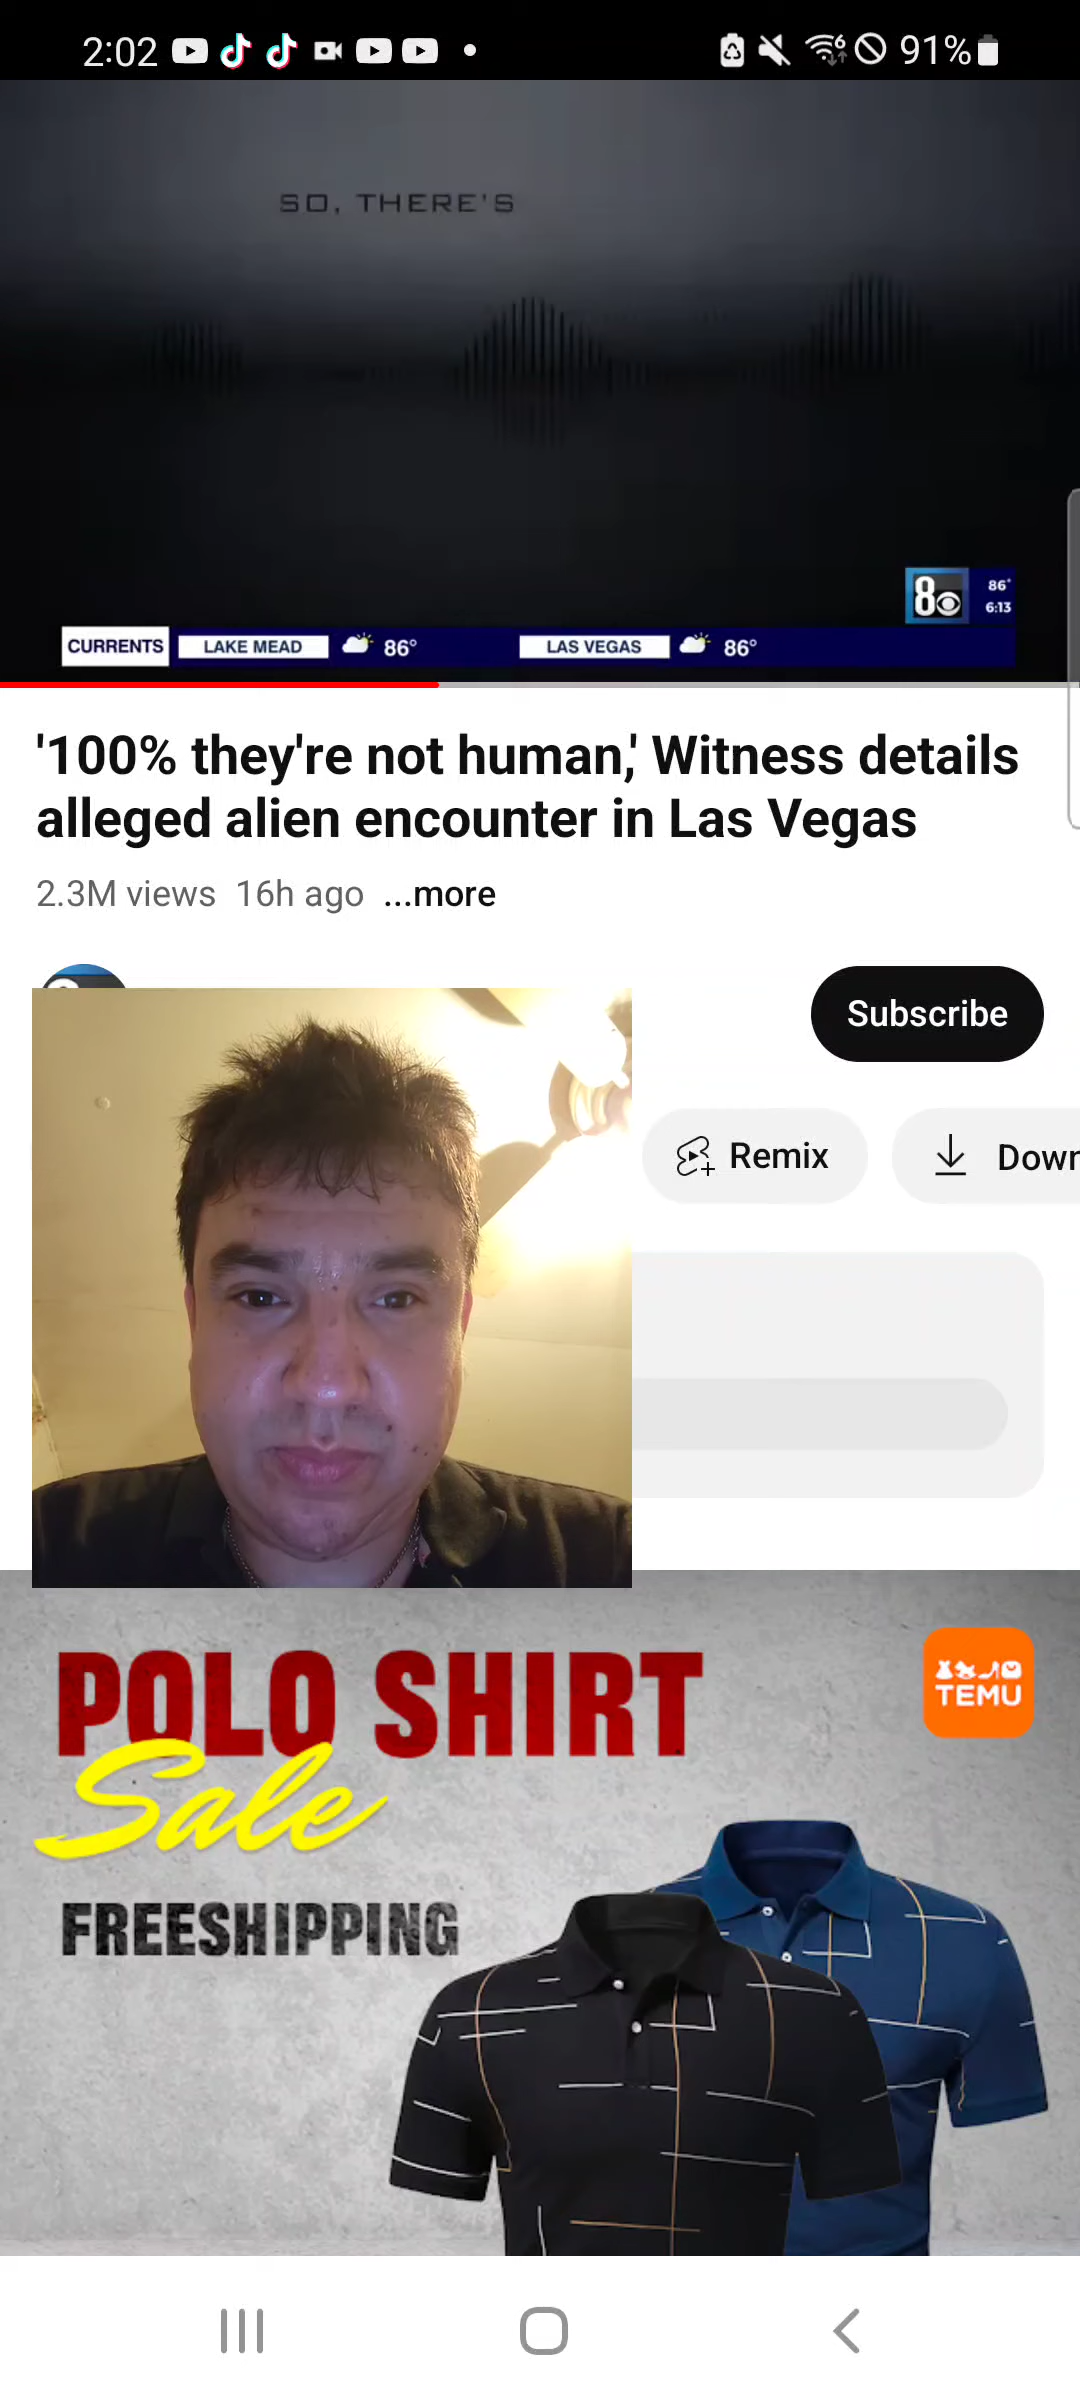 2:02
91%
SO, THERE'S
8
86°
6:13
CURRENTS LAKE MEAD 86° LAS VEGAS 86°
'100% they're not human,' Witness details
alleged alien encounter in Las Vegas
2.3M views 16h ago ...more
Subscribe
Remix
Down
POLO SHIRT
TEMU
Sale
FREESHIPPING